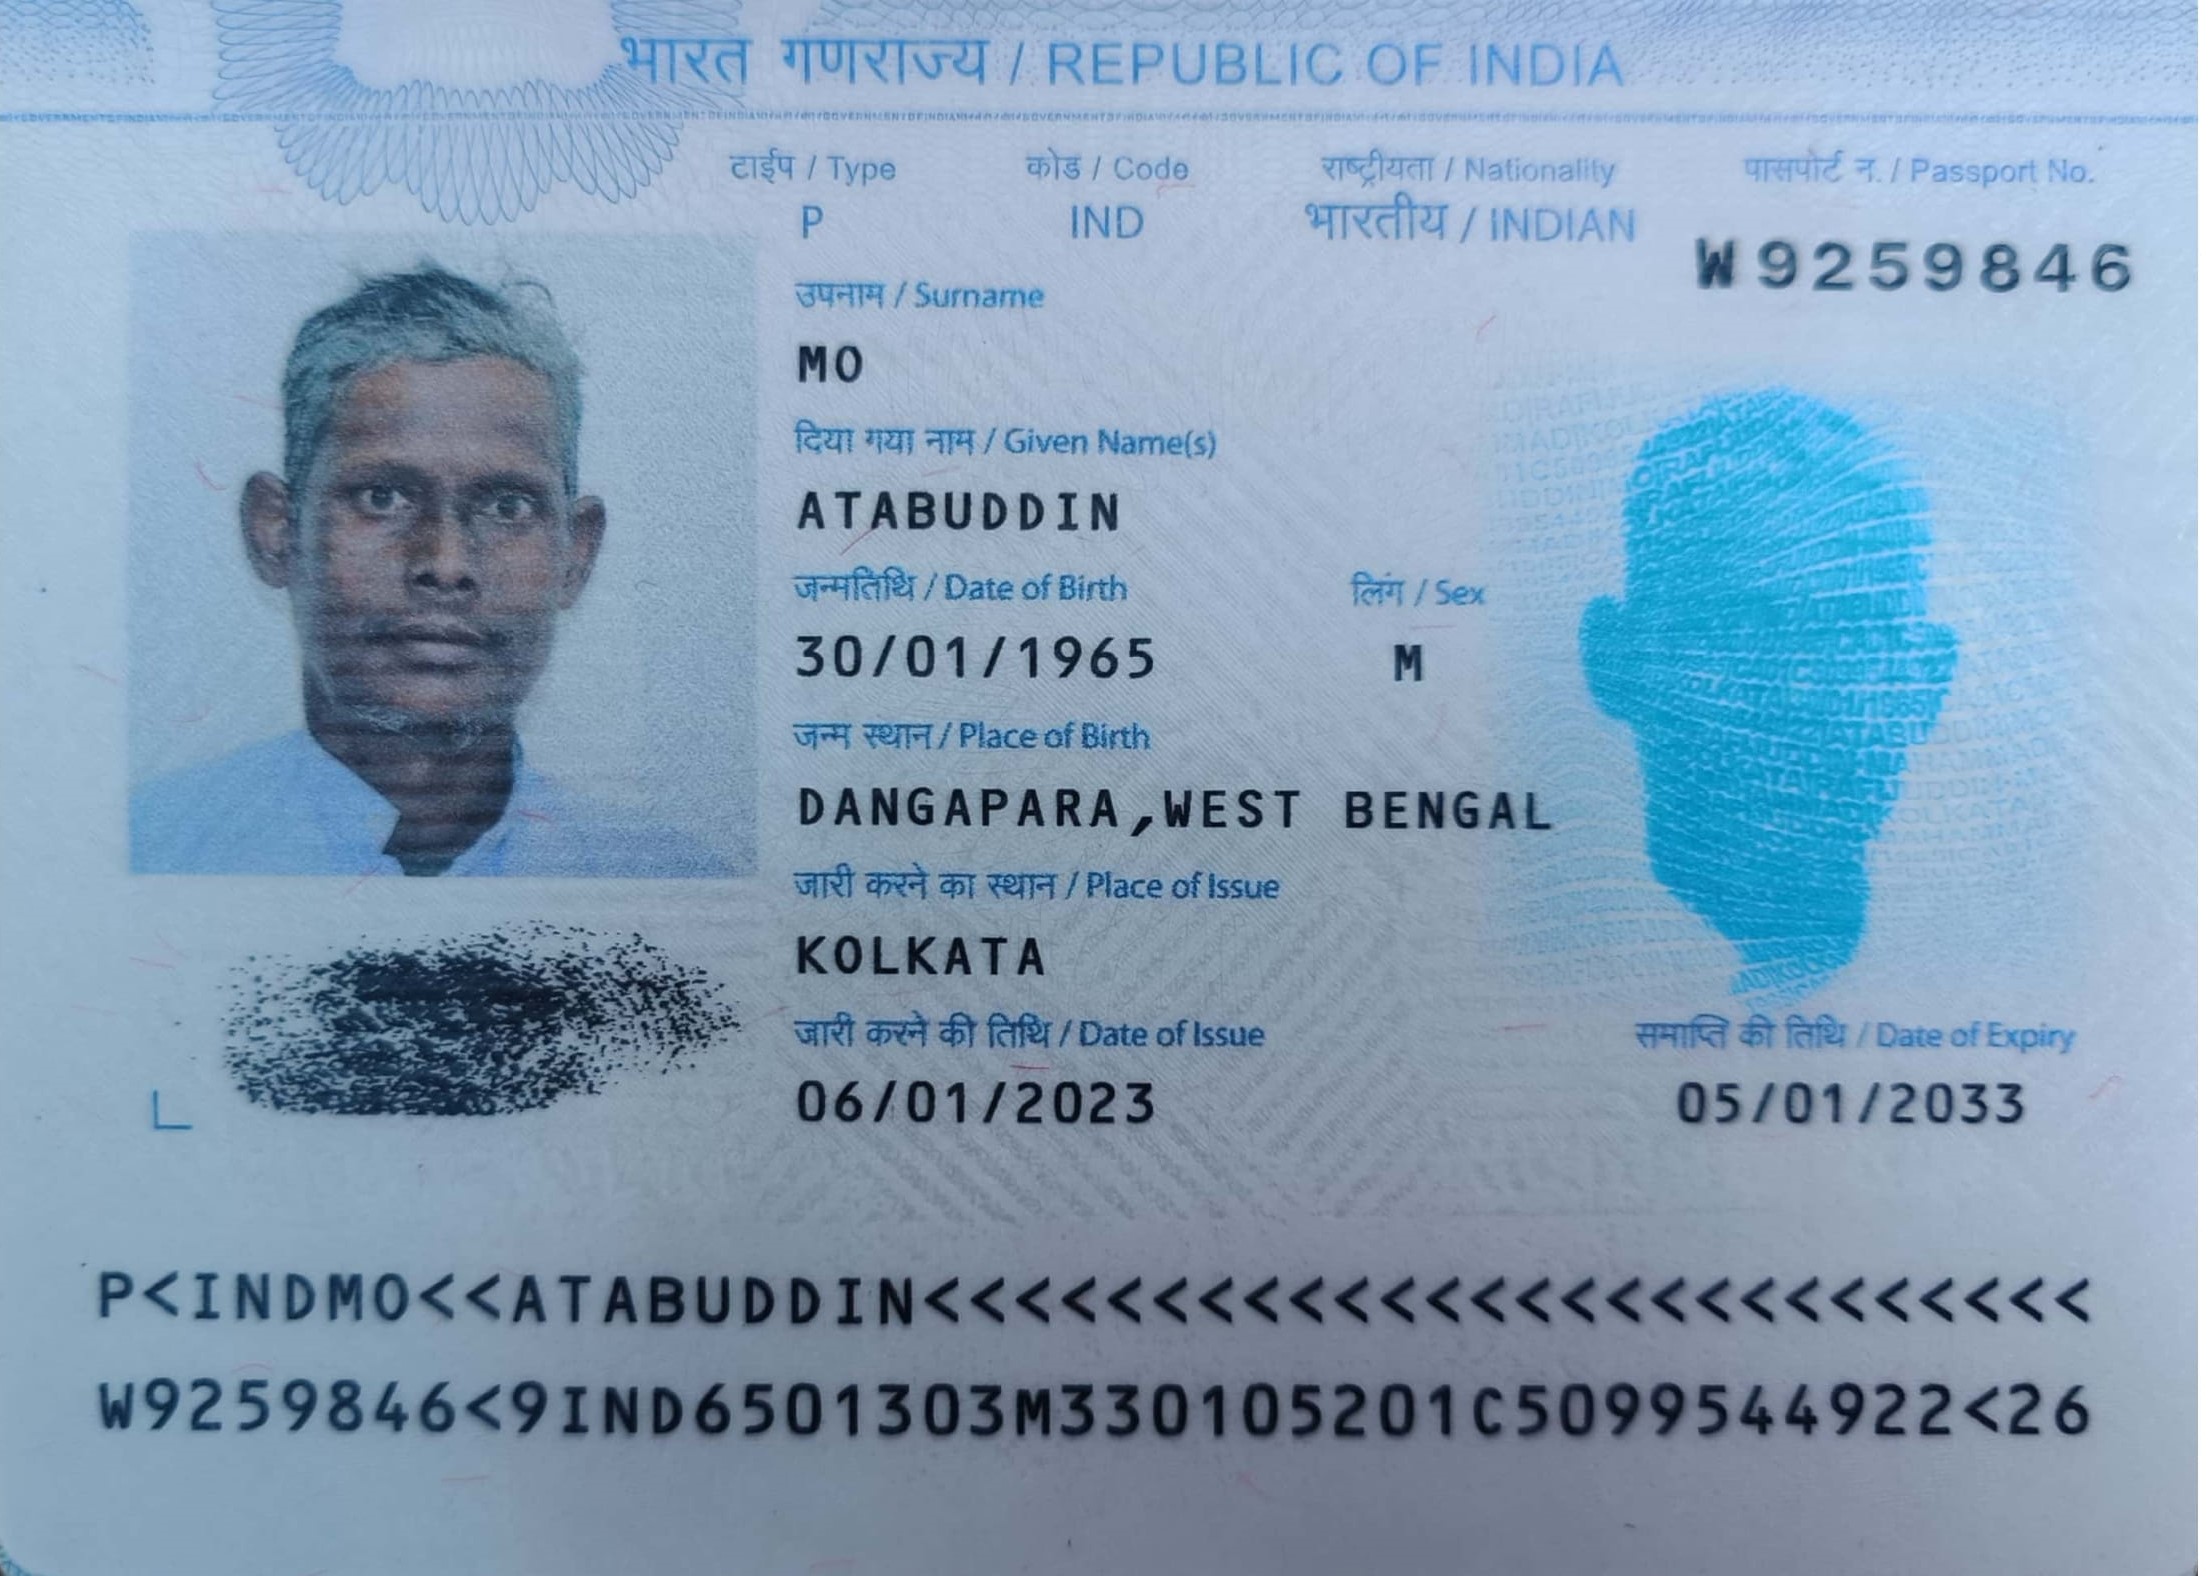 भारत गणराज्य / REPUBLIC OF INDIA
टाईप / Type कोड / Code राष्ट्रीयता / Nationality पासपोर्ट न. / Passport No.
P IND भारतीय / INDIAN W9259846
उपनाम / Surname
MO
दिया गया नाम / Given Name(s)
ATABUDDIN
जन्मतिथि / Date of Birth लिंग / Sex
30/01/1965 M
जन्म स्थान / Place of Birth
DANGAPARA,WEST BENGAL
जारी करने का स्थान / Place of Issue
KOLKATA
जारी करने की तिथि / Date of Issue समाप्ति की तिथि / Date of Expiry
06/01/2023 05/01/2033
P<INDMO<<ATABUDDIN<<<<<<<<<<<<<<<<<<<<<<<<<<
W9259846<9IND6501303M330105201C5099544922<26